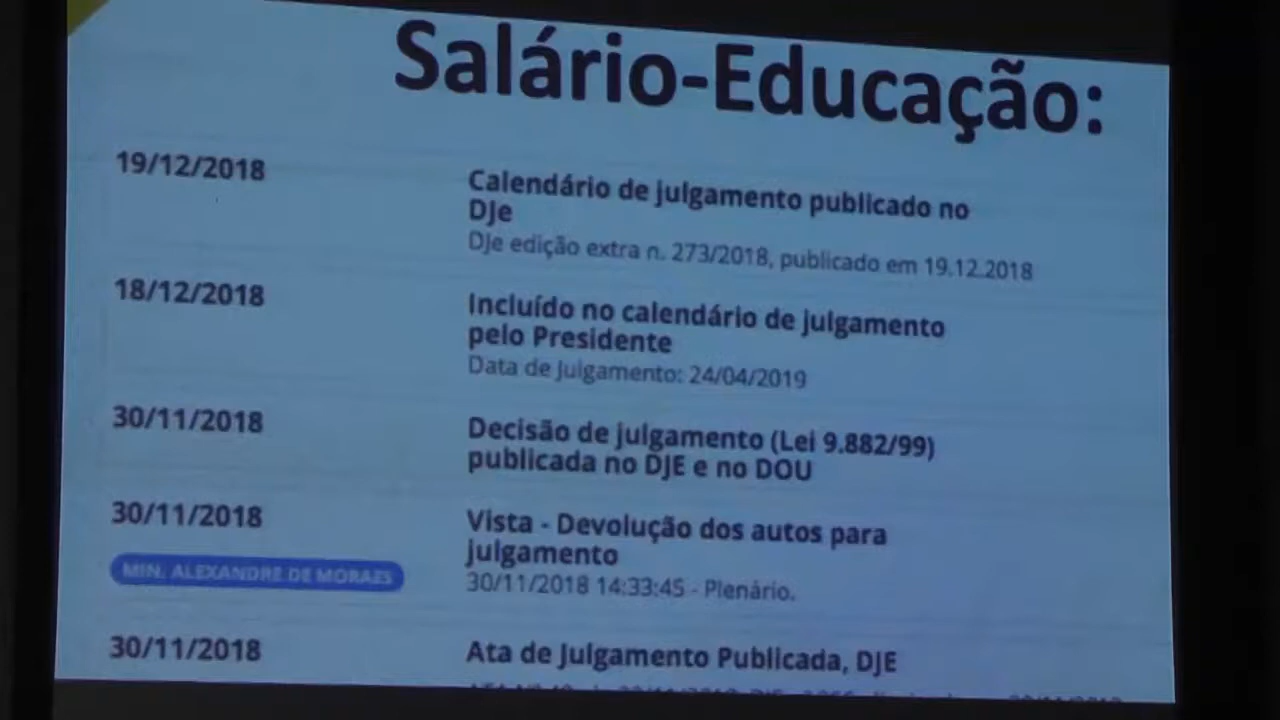 Salário-Educação:
19/12/2018
Calendário de julgamento publicado no
DJe
DJe edição extra n. 273/2018, publicado em 19.12.2018
18/12/2018
Incluído no calendário de julgamento
pelo Presidente
Data de Julgamento: 24/04/2019
30/11/2018
Decisão de julgamento (Lei 9.882/99)
publicada no DJE e no DOU
30/11/2018
Vista - Devolução dos autos para
julgamento
MIN. ALEXANDRE DE MORAES
30/11/2018 14:33:45 - Plenário.
30/11/2018
Ata de Julgamento Publicada, DJE